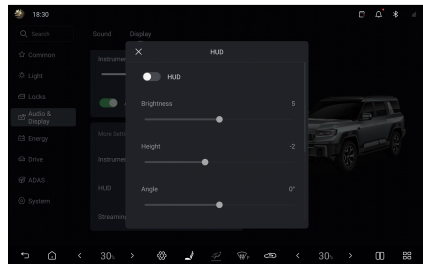 18:30
Search
Sound Display
Common
Light
Locks
Audio &
Display
Energy
Drive
ADAS
System
Instrumen
More Setti
Instrumen
HUD
Streaming
HUD
HUD
Brightness 5
Height -2
Angle 0°
30
30